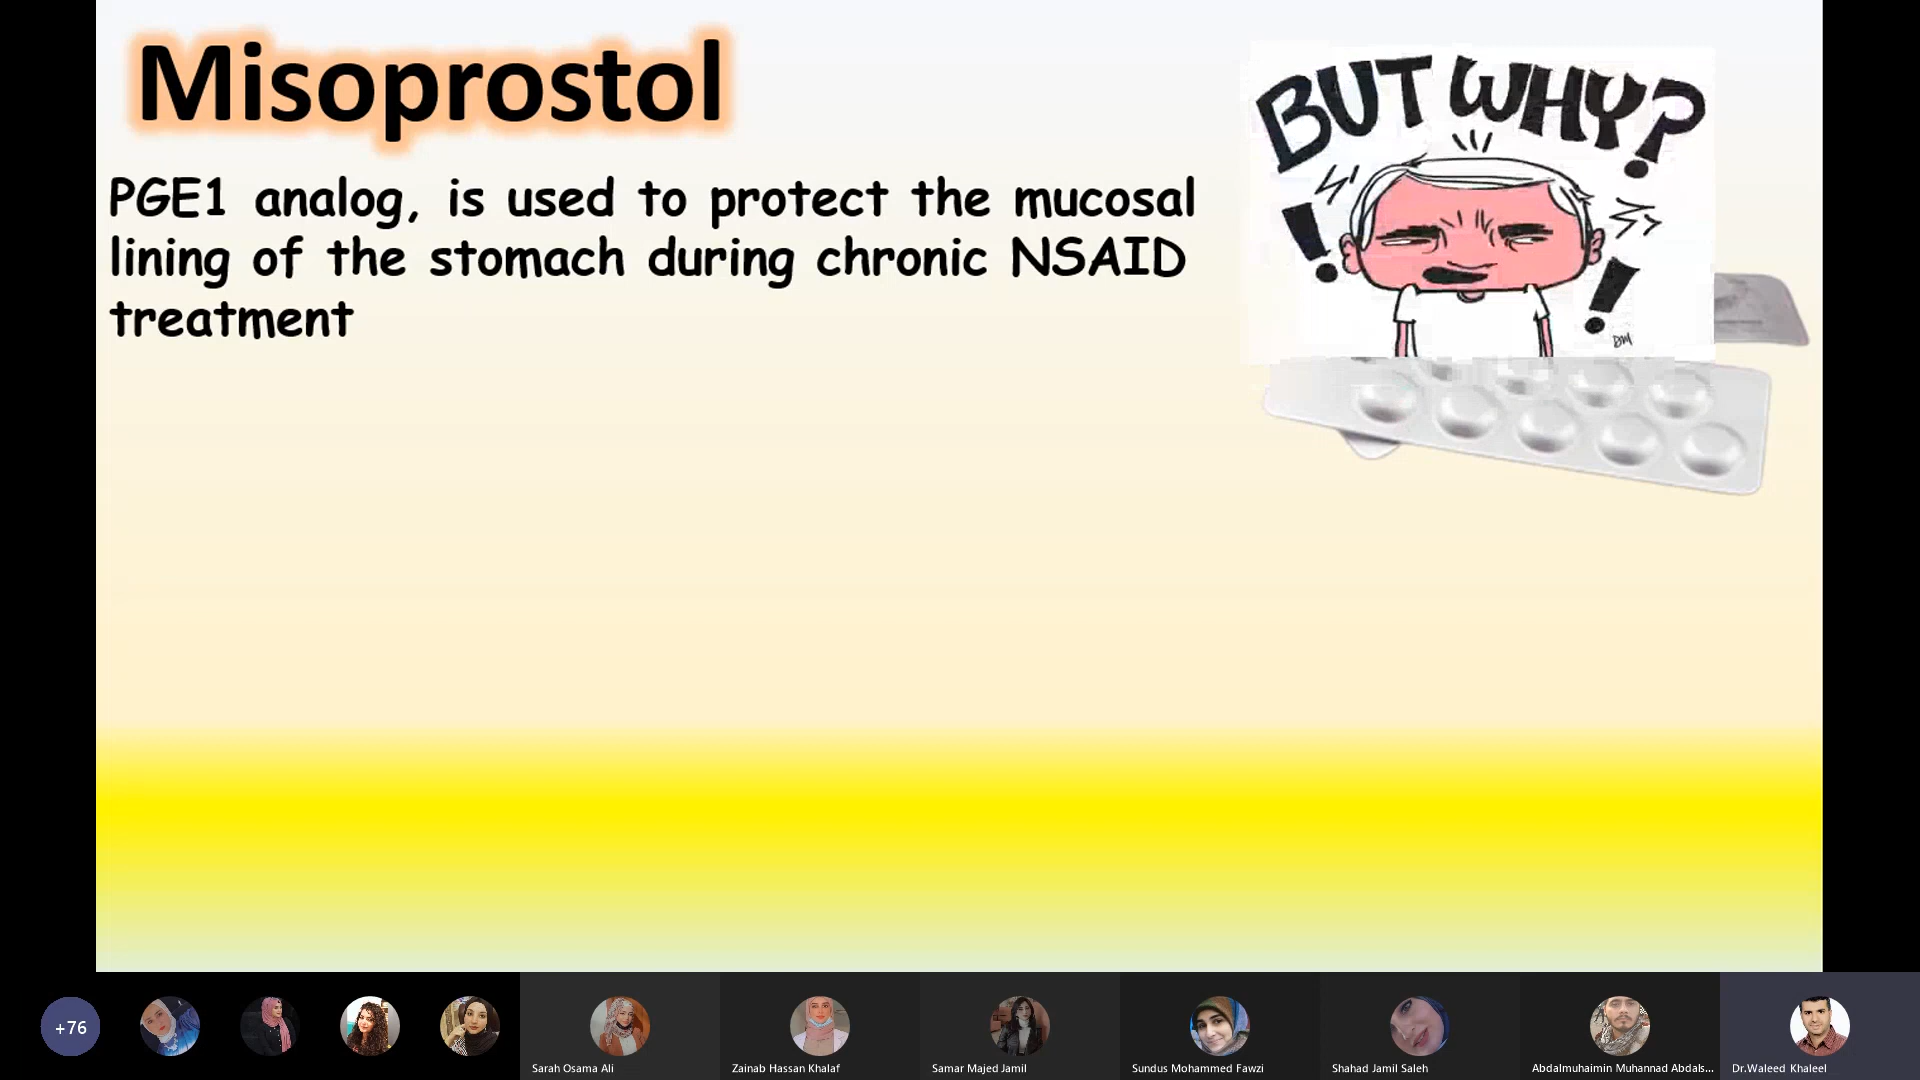 Misoprostol
BUT WHY?
PGE1 analog, is used to protect the mucosal
lining of the stomach during chronic NSAID
treatment
DM
+76
Sarah Osama Ali
Zainab Hassan Khalaf
Samar Majed Jamil
Sundus Mohammed Fawzi
Shahad Jamil Saleh
Abdalmuhaimin Muhannad Abdals...
Dr.Waleed Khaleel